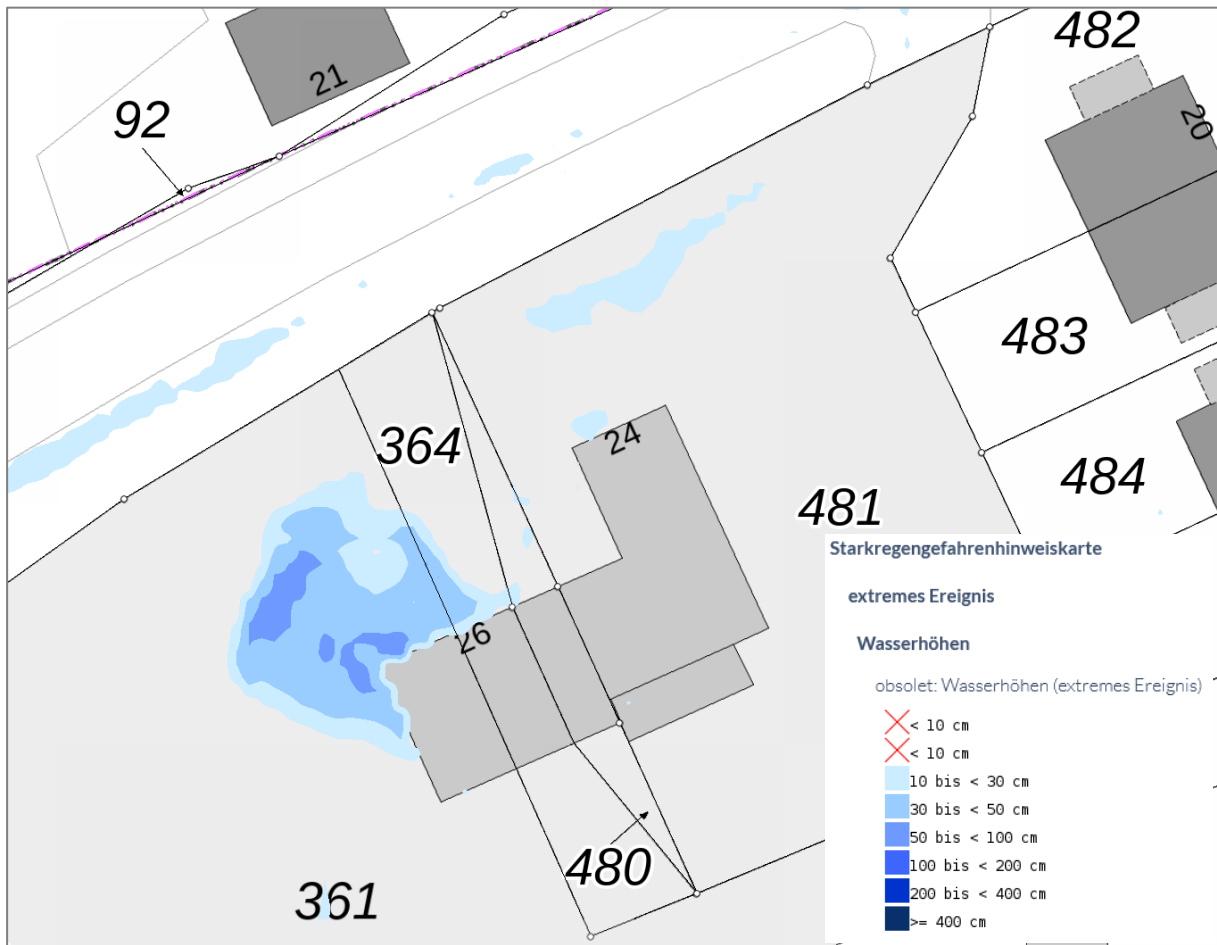 482
21
92
20
483
364
24
484
481
26
480
361
Starkregengefahrenhinweiskarte
extremes Ereignis
Wasserhöhen
obsolet: Wasserhöhen (extremes Ereignis)
< 10 cm
< 10 cm
10 bis < 30 cm
30 bis < 50 cm
50 bis < 100 cm
100 bis < 200 cm
200 bis < 400 cm
>= 400 cm